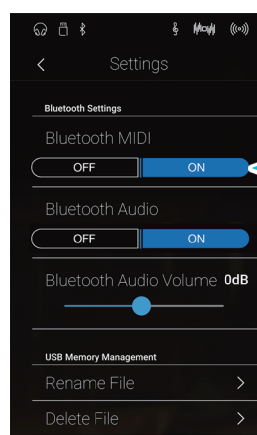 Settings
Bluetooth Settings
Bluetooth MIDI
OFF ON
Bluetooth Audio
OFF ON
Bluetooth Audio Volume 0dB
USB Memory Management
Rename File
Delete File